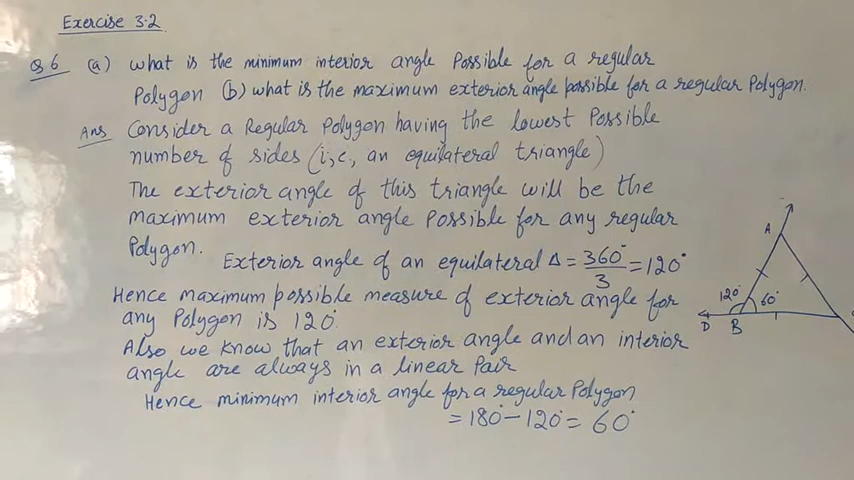 Exercise 3.2
Q 6 (a) what is the minimum interior angle Possible for a regular
Polygon (b) what is the maximum exterior angle possible for a regular Polygon.
Ans Consider a Regular Polygon having the lowest Possible
number of sides (i,e, an equilateral triangle)
The exterior angle of this triangle will be the
maximum exterior angle Possible for any regular
Polygon.
Exterior angle of an equilateral Δ = 360°/3 = 120°
Hence maximum possible measure of exterior angle for
any Polygon is 120°.
Also we know that an exterior angle and an interior
angle are always in a linear Pair
Hence minimum interior angle for a regular Polygon
= 180° - 120° = 60°
A
120° 60°
D B